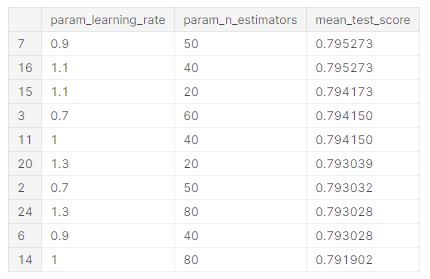 param_learning_rate param_n_estimators mean_test_score
7 0.9 50 0.795273
16 1.1 40 0.795273
15 1.1 20 0.794173
3 0.7 60 0.794150
11 1 40 0.794150
20 1.3 20 0.793039
2 0.7 50 0.793032
24 1.3 80 0.793028
6 0.9 40 0.793028
14 1 80 0.791902